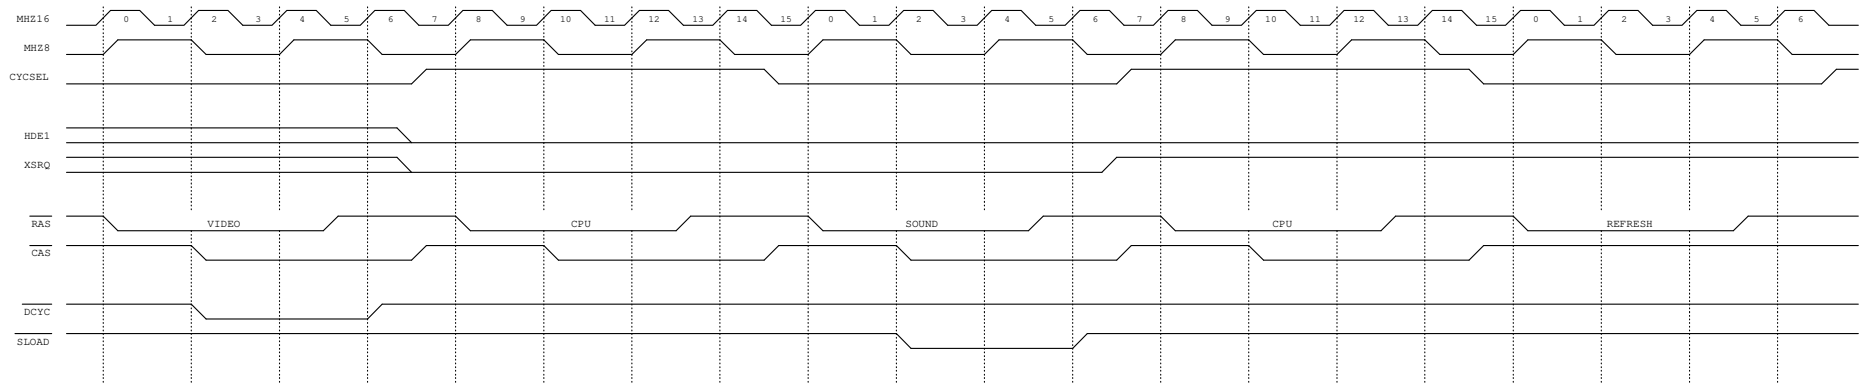 MHZ16 0 1 2 3 4 5 6 7 8 9 10 11 12 13 14 15 0 1 2 3 4 5 6 7 8 9 10 11 12 13 14 15 0 1 2 3 4 5 6
MHZ8
CYCSEL
HDE1
XSRQ
RAS VIDEO CPU SOUND CPU REFRESH
CAS
DCYC
SLOAD